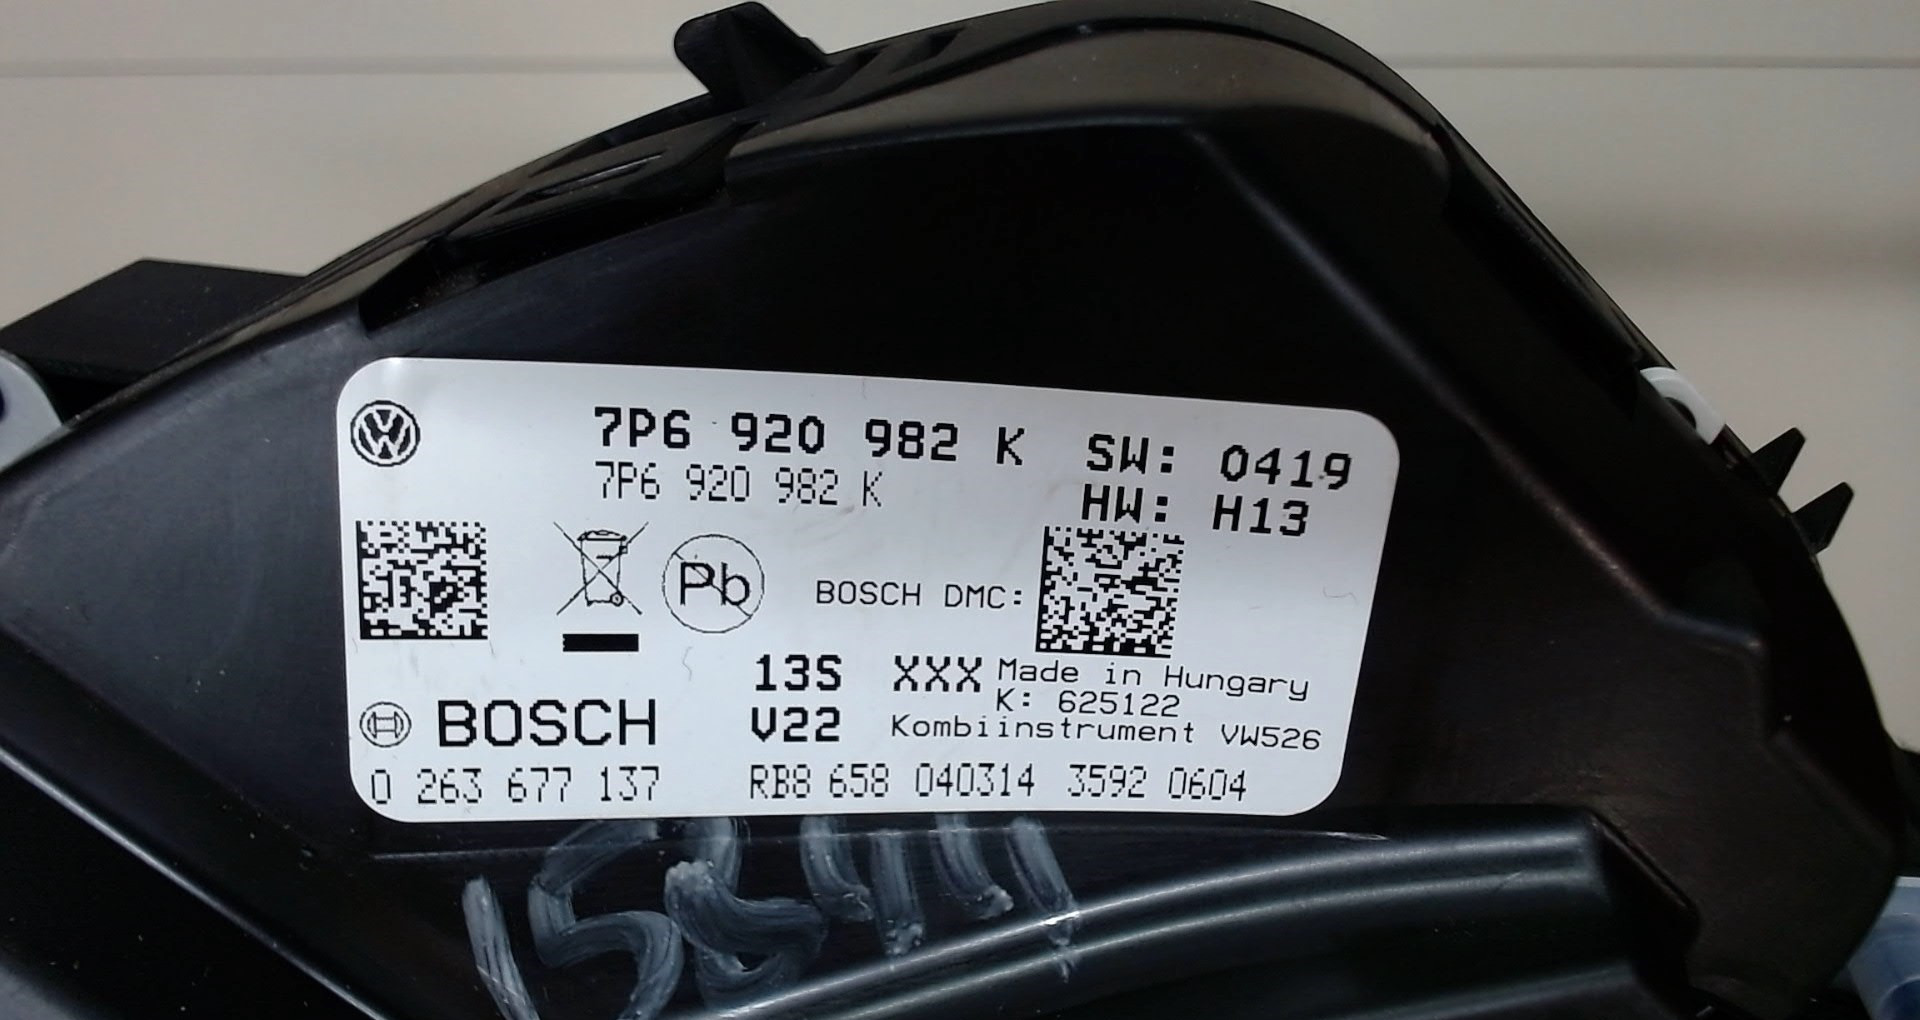 7P6 920 982 K SW: 0419
7P6 920 982 K
HW: H13
Pb
BOSCH DMC:
13S XXX Made in Hungary
K: 625122
BOSCH V22 Kombiinstrument VW526
0 263 677 137 RB8 658 040314 3592 0604